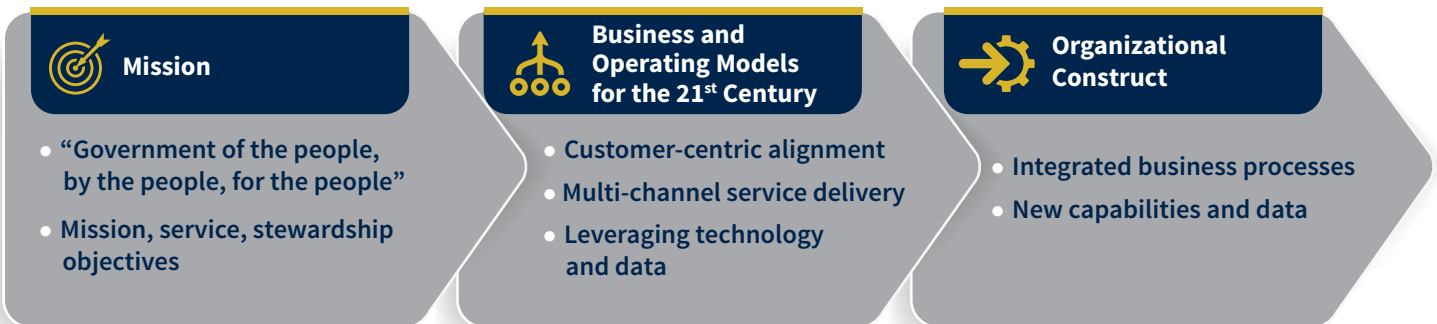 Mission
• “Government of the people,
by the people, for the people”
• Mission, service, stewardship
objectives
Business and
Operating Models
for the 21st Century
• Customer-centric alignment
• Multi-channel service delivery
• Leveraging technology
and data
Organizational
Construct
• Integrated business processes
• New capabilities and data